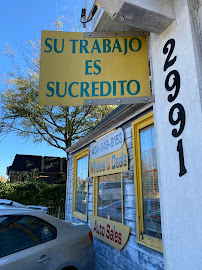 SU TRABAJO
ES
SUCREDITO
2991
Auto Sales